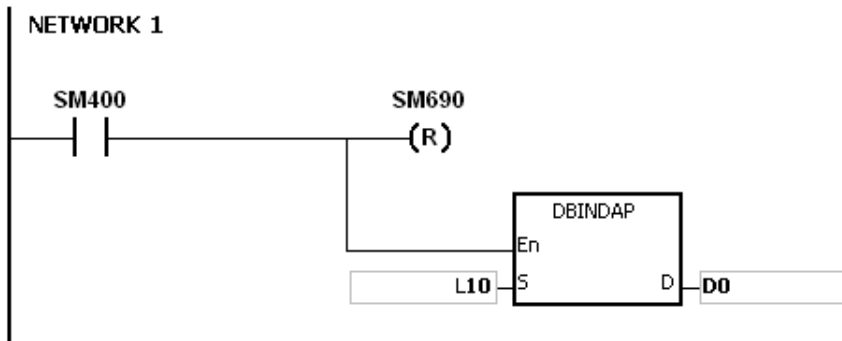 NETWORK 1
SM400 SM690
(R)
DBINDAP
En
L10 S D D0